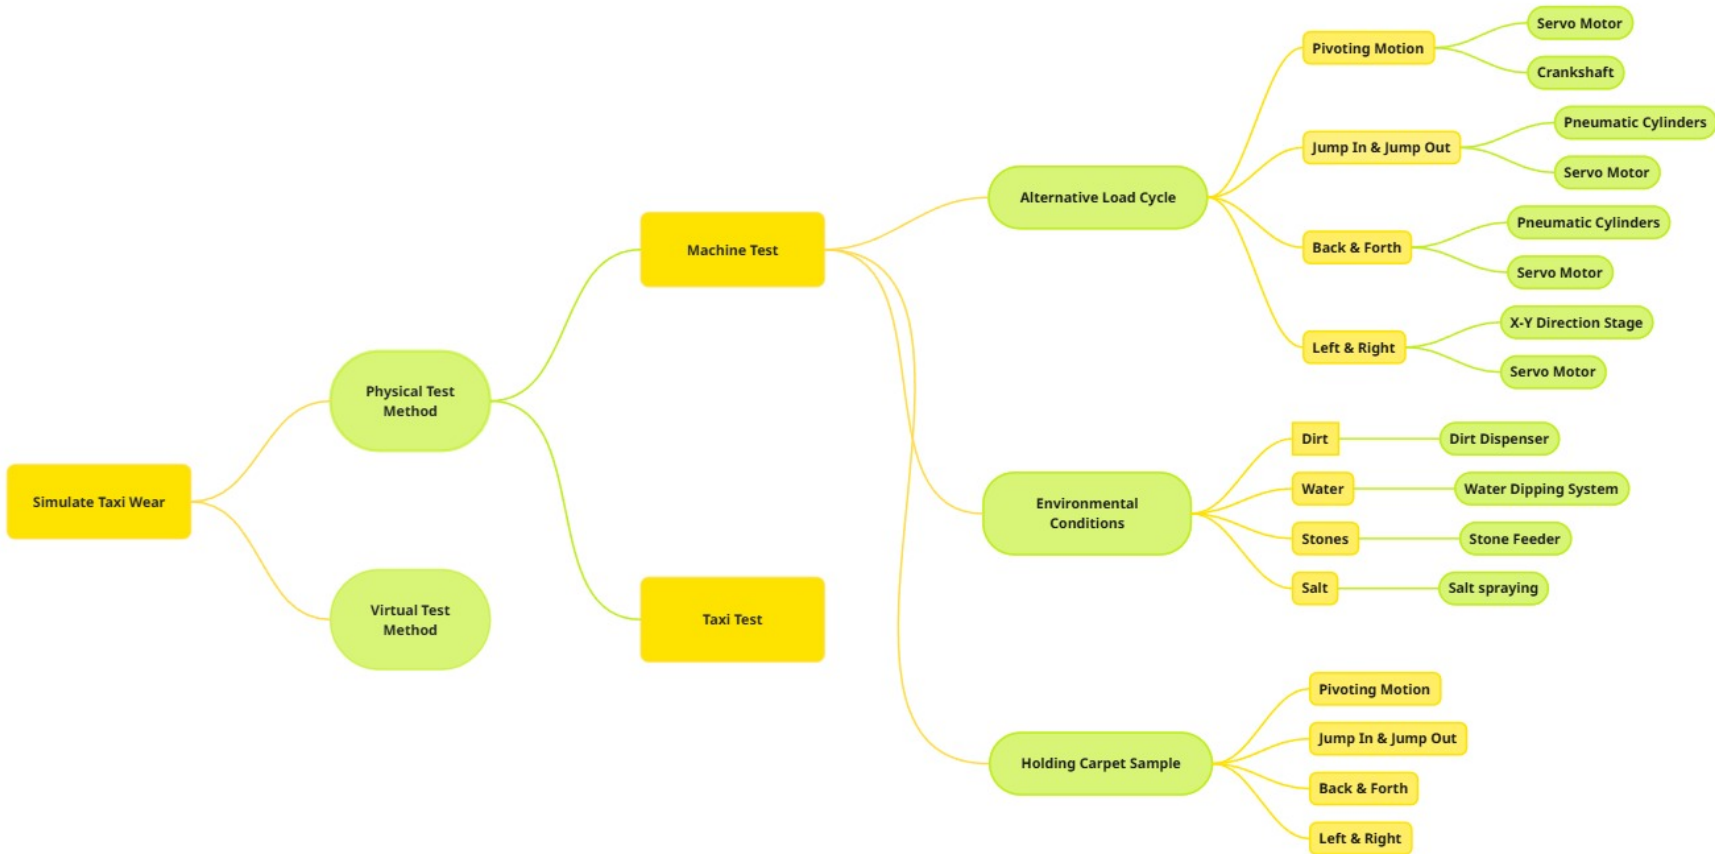 Simulate Taxi Wear
Physical Test
Method
Virtual Test
Method
Machine Test
Taxi Test
Alternative Load Cycle
Pivoting Motion
Servo Motor
Crankshaft
Jump In & Jump Out
Pneumatic Cylinders
Servo Motor
Back & Forth
Pneumatic Cylinders
Servo Motor
Left & Right
X-Y Direction Stage
Servo Motor
Environmental
Conditions
Dirt
Dirt Dispenser
Water
Water Dipping System
Stones
Stone Feeder
Salt
Salt spraying
Holding Carpet Sample
Pivoting Motion
Jump In & Jump Out
Back & Forth
Left & Right